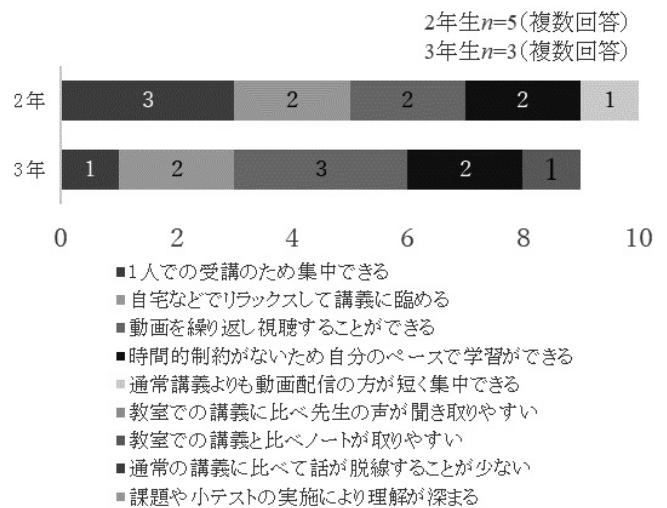 2年生n=5(複数回答)
3年生n=3(複数回答)
2年 3 2 2 2 1
3年 1 2 3 2 1
0 2 4 6 8 10
■1人での受講のため集中できる
■自宅などでリラックスして講義に臨める
■動画を繰り返し視聴することができる
■時間的制約がないため自分のペースで学習ができる
■通常講義よりも動画配信の方が短く集中できる
■教室での講義に比べ先生の声が聞き取りやすい
■教室での講義と比べノートが取りやすい
■通常の講義に比べて話が脱線することが少ない
■課題や小テストの実施により理解が深まる